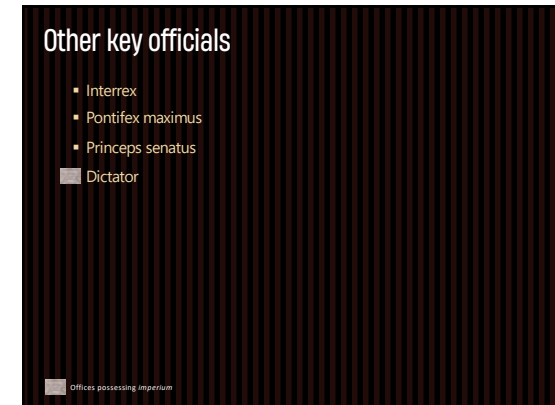 Other key officials
▪ Interrex
▪ Pontifex maximus
▪ Princeps senatus
Dictator
Offices possessing imperium